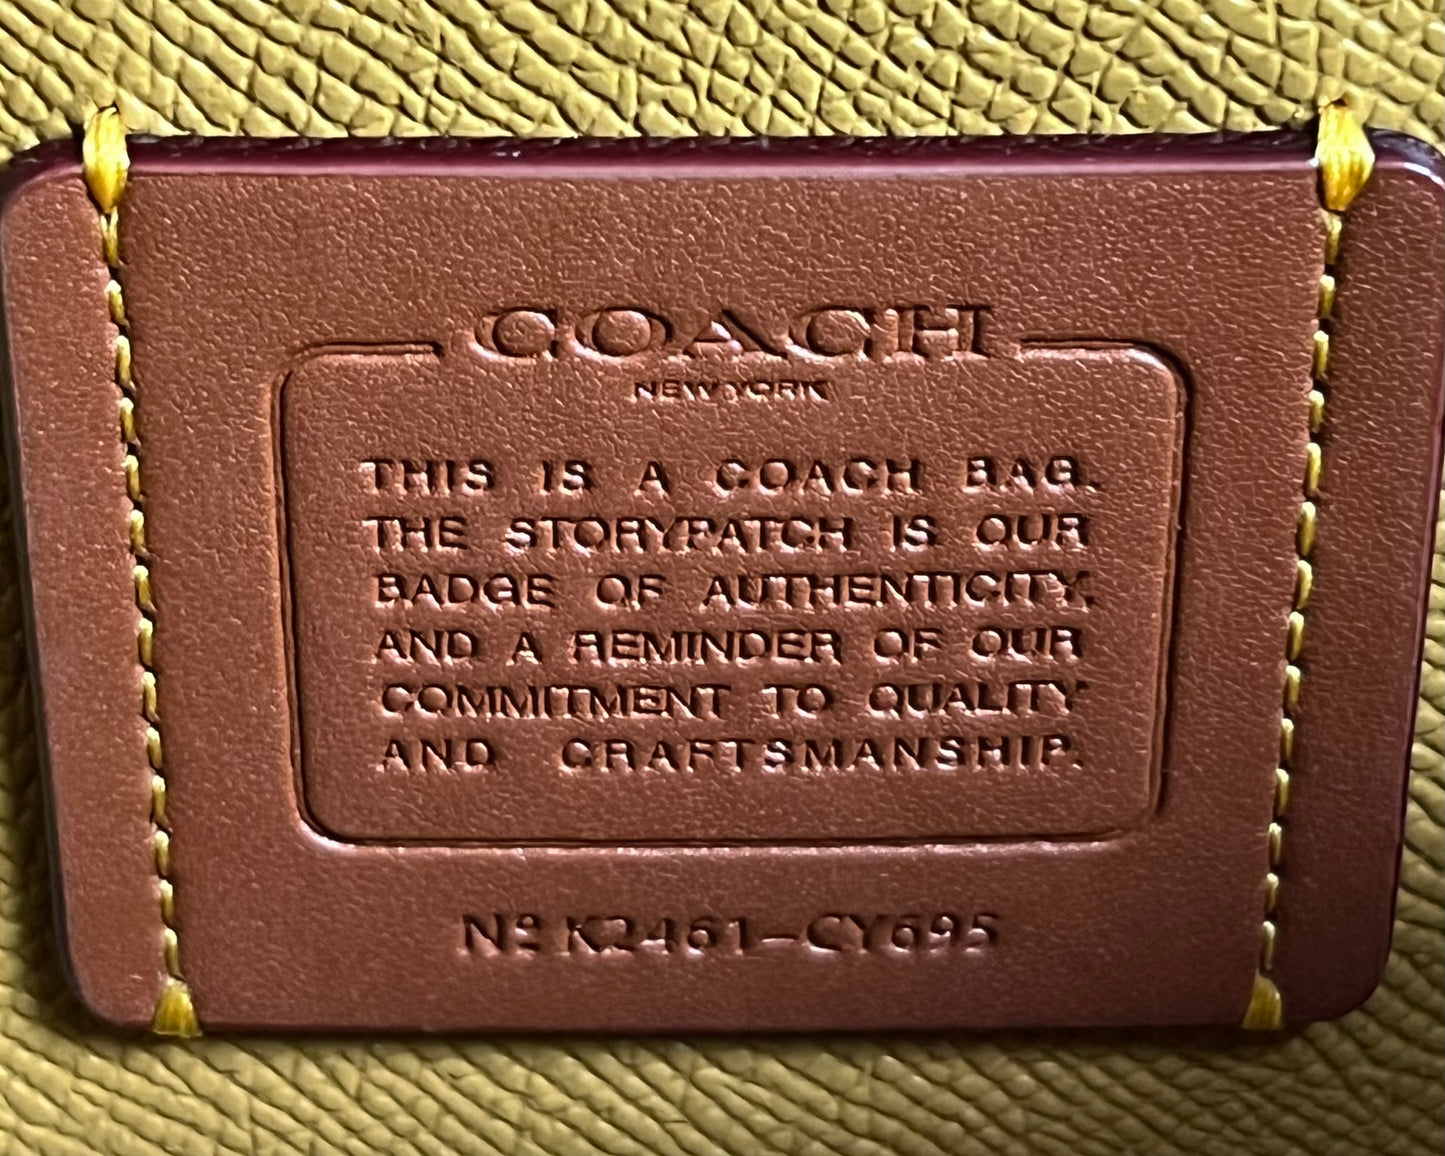 COACH
NEW YORK
THIS IS A COACH BAG.
THE STORYPATCH IS OUR
BADGE OF AUTHENTICITY,
AND A REMINDER OF OUR
COMMITMENT TO QUALITY
AND CRAFTSMANSHIP.
Nº K2461-CY695